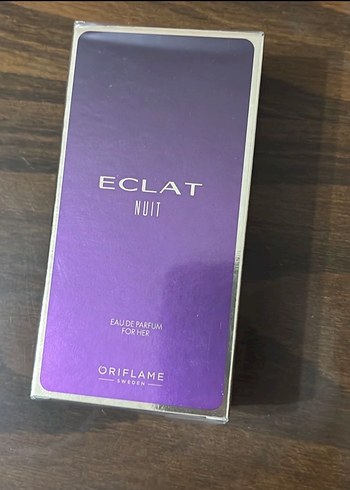 ECLAT
NUIT
EAU DE PARFUM
FOR HER
ORIFLAME
SWEDEN